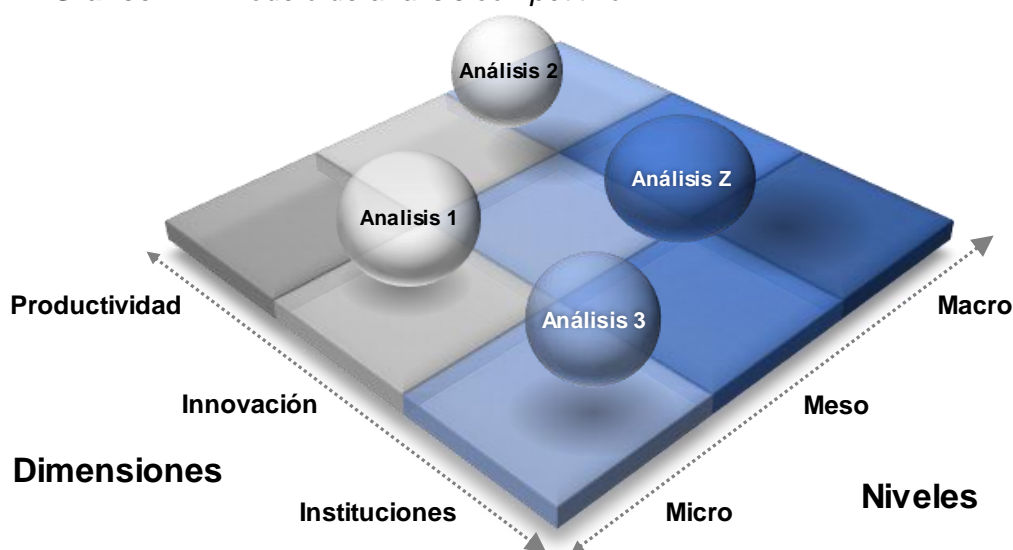 Análisis 2
Análisis Z
Analisis 1
Análisis 3
Productividad
Macro
Innovación
Meso
Dimensiones
Niveles
Instituciones
Micro